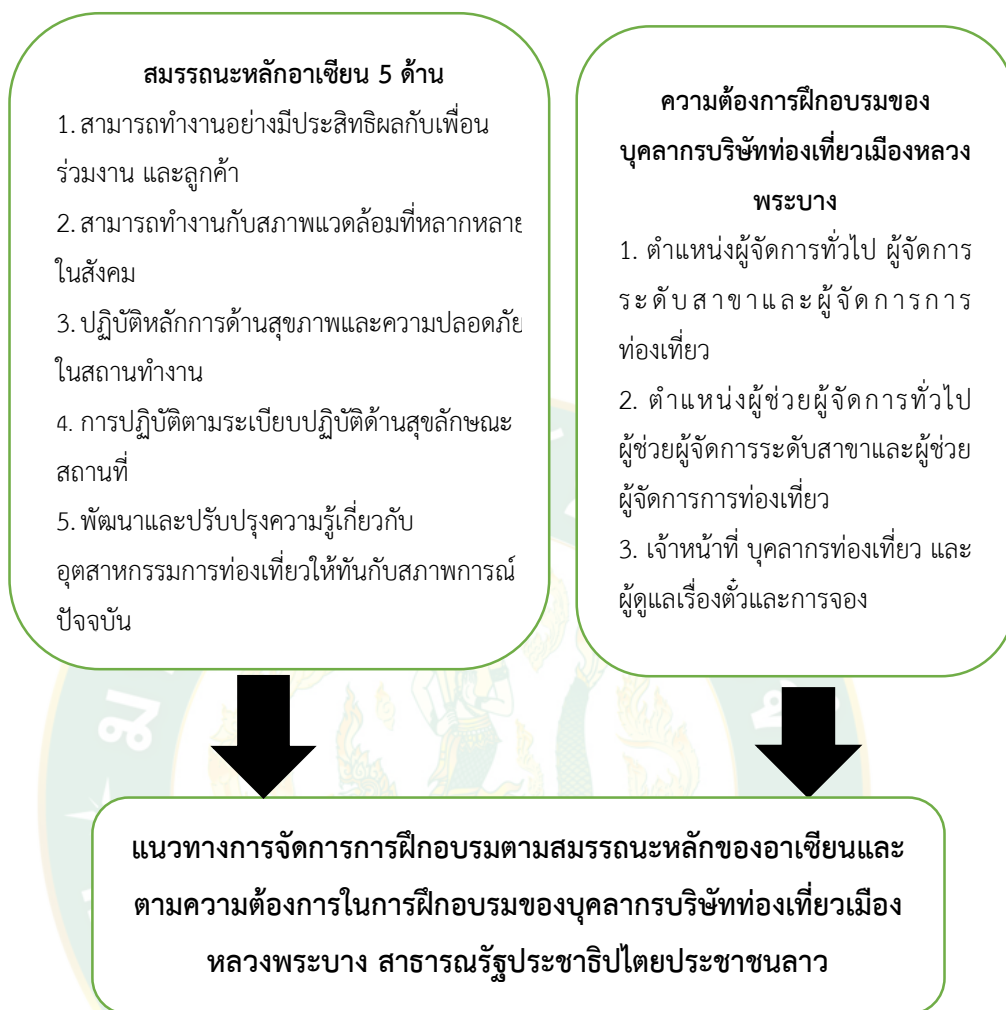 สมรรถนะหลักอาเซียน 5 ด้าน
1. สามารถทำงานอย่างมีประสิทธิผลกับเพื่อน
ร่วมงาน และลูกค้า
2. สามารถทำงานกับสภาพแวดล้อมที่หลากหลาย
ในสังคม
3. ปฏิบัติหลักการด้านสุขภาพและความปลอดภัย
ในสถานทำงาน
4. การปฏิบัติตามระเบียบปฏิบัติด้านสุขลักษณะ
สถานที่
5. พัฒนาและปรับปรุงความรู้เกี่ยวกับ
อุตสาหกรรมการท่องเที่ยวให้ทันกับสภาพการณ์
ปัจจบัน
ความต้องการฝึกอบรมของ
บุคลากรบริษัทท่องเที่ยวเมืองหลวง
พระบาง
1. ตำแหน่งผู้จัดการทั่วไป ผู้จัดการ
ระดับสาขาและผู้จัดการการ
ท่องเที่ยว
2. ตำแหน่งผู้ช่วยผู้จัดการทั่วไป
ผู้ช่วยผู้จัดการระดับสาขาและผู้ช่วย
ผู้จัดการการท่องเที่ยว
3. เจ้าหน้าที่ บุคลากรท่องเที่ยว และ
ผู้ดูแลเรื่องตั๋วและการจอง
แนวทางการจัดการการฝึกอบรมตามสมรรถนะหลักของอาเซียนและ
ตามความต้องการในการฝึกอบรมของบุคลากรบริษัทท่องเที่ยวเมือง
หลวงพระบาง สาธารณรัฐประชาธิปไตยประชาชนลาว